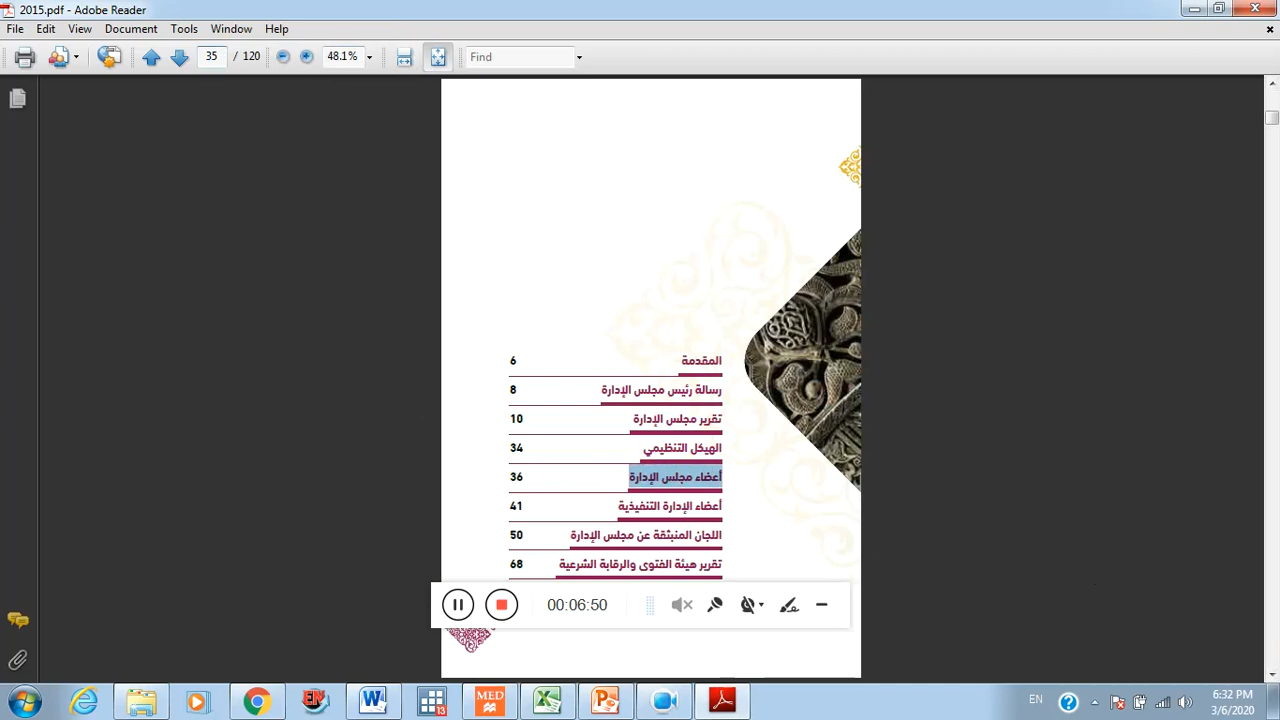 2015.pdf - Adobe Reader
File Edit View Document Tools Window Help
35 / 120 48.1% Find
المقدمة 6
رسالة رئيس مجلس الإدارة 8
تقرير مجلس الإدارة 10
الهيكل التنظيمي 34
أعضاء مجلس الإدارة 36
أعضاء الإدارة التنفيذية 41
اللجان المنبثقة عن مجلس الإدارة 50
تقرير هيئة الفتوى والرقابة الشرعية 68
00:06:50
13 MED EN 6:32 PM
3/6/2020